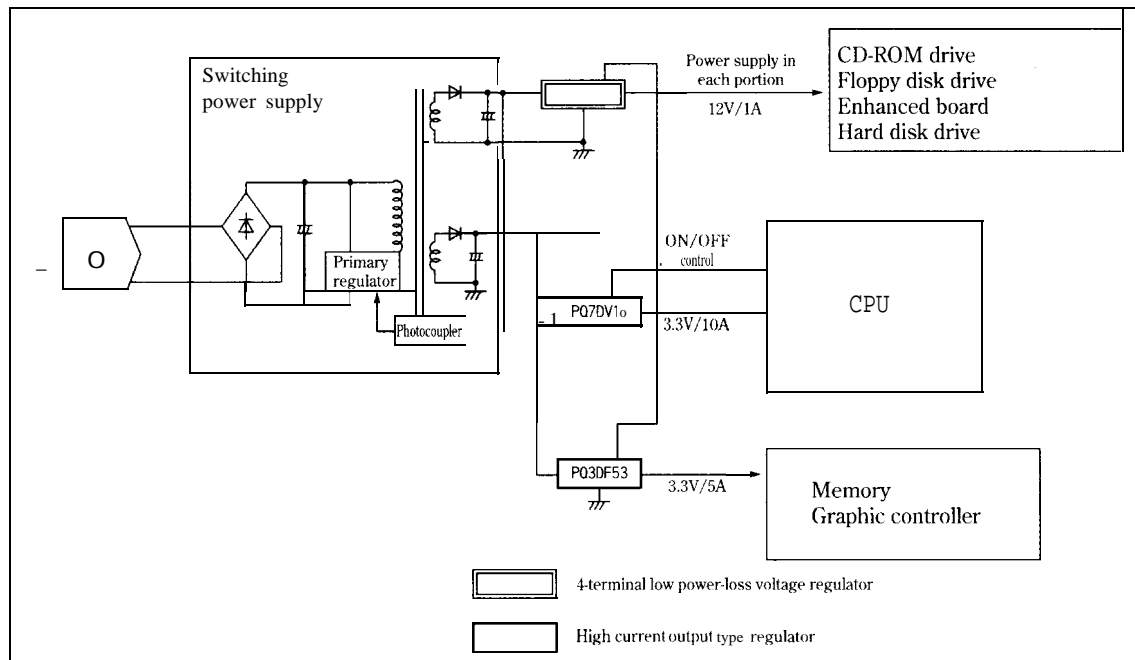 Switching
power supply
Power supply in
each portion
12V/1A
CD-ROM drive
Floppy disk drive
Enhanced board
Hard disk drive
O
Primary
regulator
Photocoupler
ON/OFF
control
PQ7DV1o
3.3V/10A
CPU
PQ3DF53
3.3V/5A
Memory
Graphic controller
4-terminal low power-loss voltage regulator
High current output type regulator